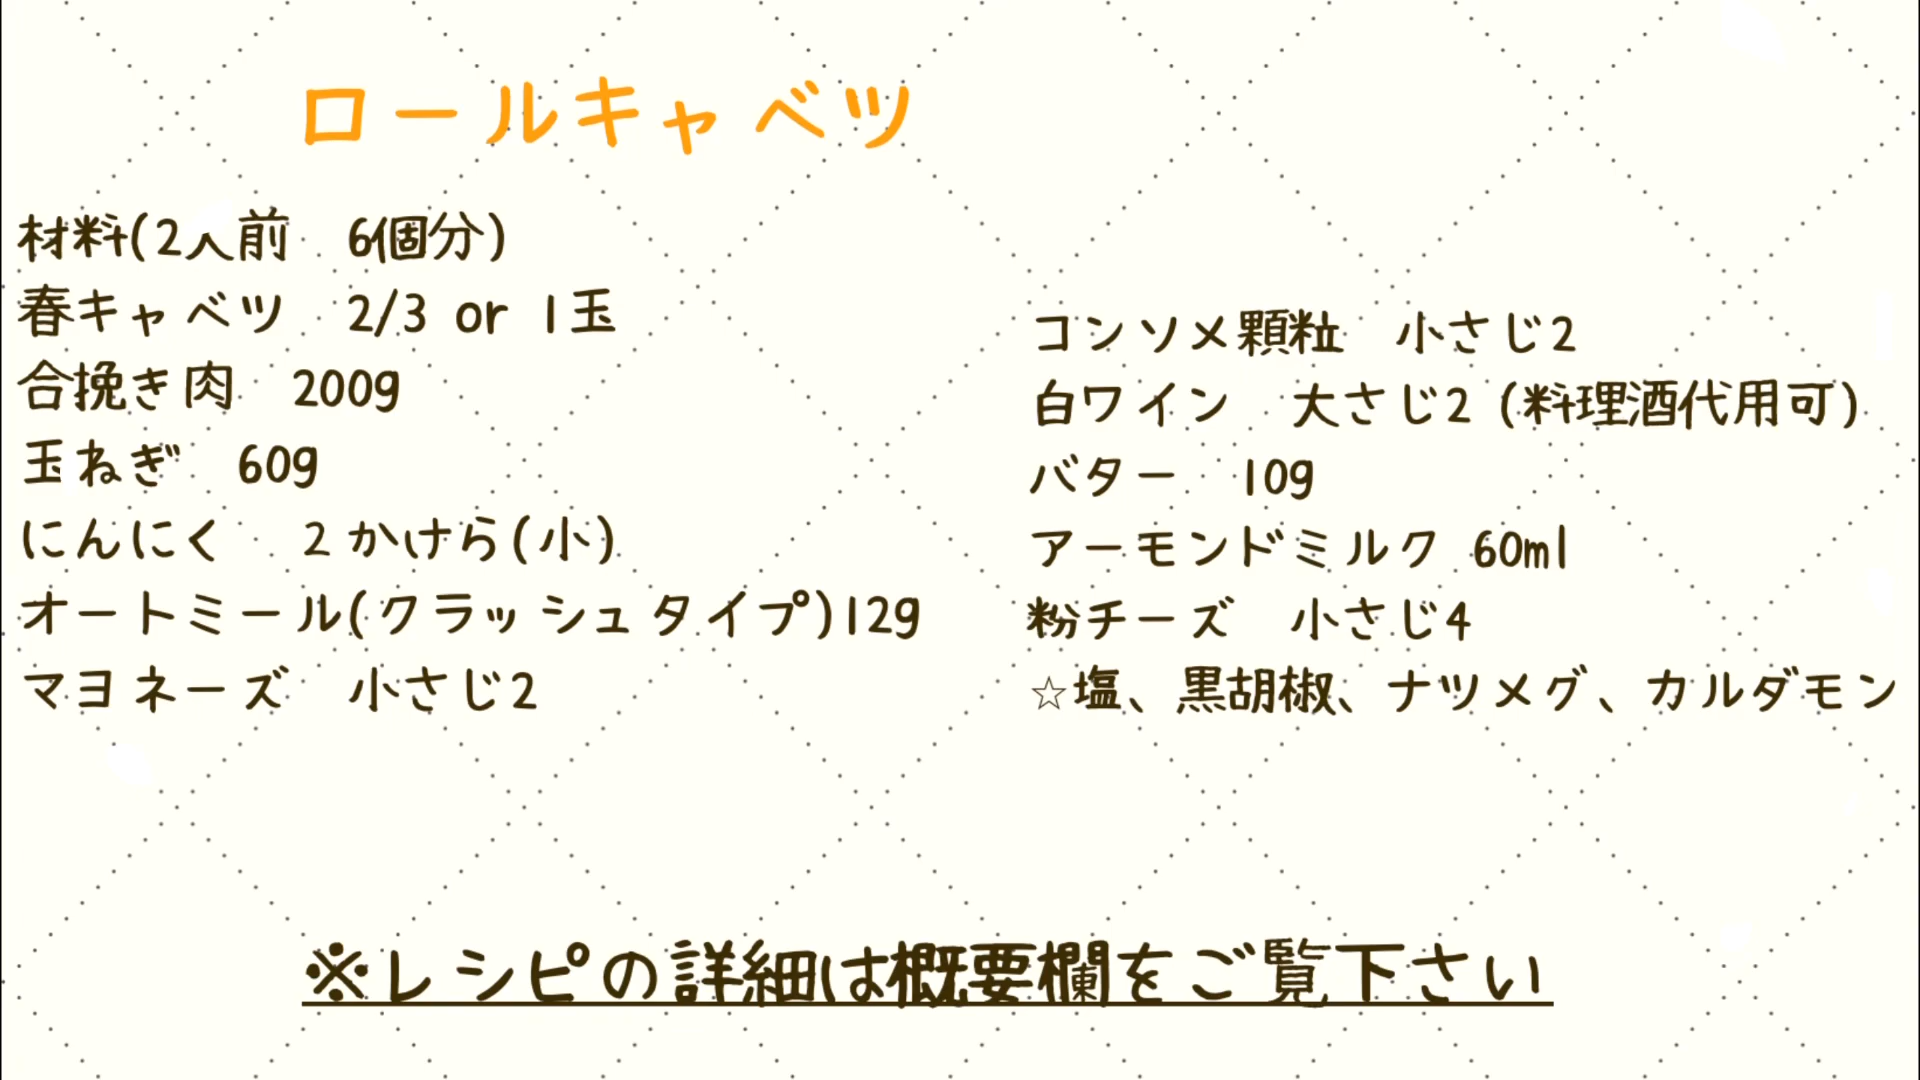 ロールキャベツ
材料(2人前　6個分)
春キャベツ　2/3 or 1玉
合挽き肉　200g
玉ねぎ　60g
にんにく　2かけら(小)
オートミール(クラッシュタイプ)12g
マヨネーズ　小さじ2
コンソメ顆粒　小さじ2
白ワイン　大さじ2 (料理酒代用可)
バター　10g
アーモンドミルク 60ml
粉チーズ　小さじ4
☆塩、黒胡椒、ナツメグ、カルダモン
※レシピの詳細は概要欄をご覧下さい